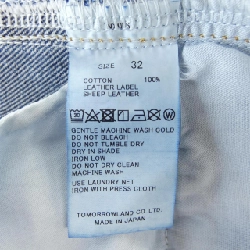 SIZE 32
COTTON 100%
LEATHER LABEL
SHEEP LEATHER
GENTLE MACHINE WASH COLD
DO NOT BLEACH
DO NOT TUMBLE DRY
DRY IN SHADE
IRON LOW
DO NOT DRY CLEAN
MACHINE WASH
USE LAUNDRY NET
IRON WITH PRESS CLOTH
TOMORROWLAND CO., LTD.
MADE IN JAPAN